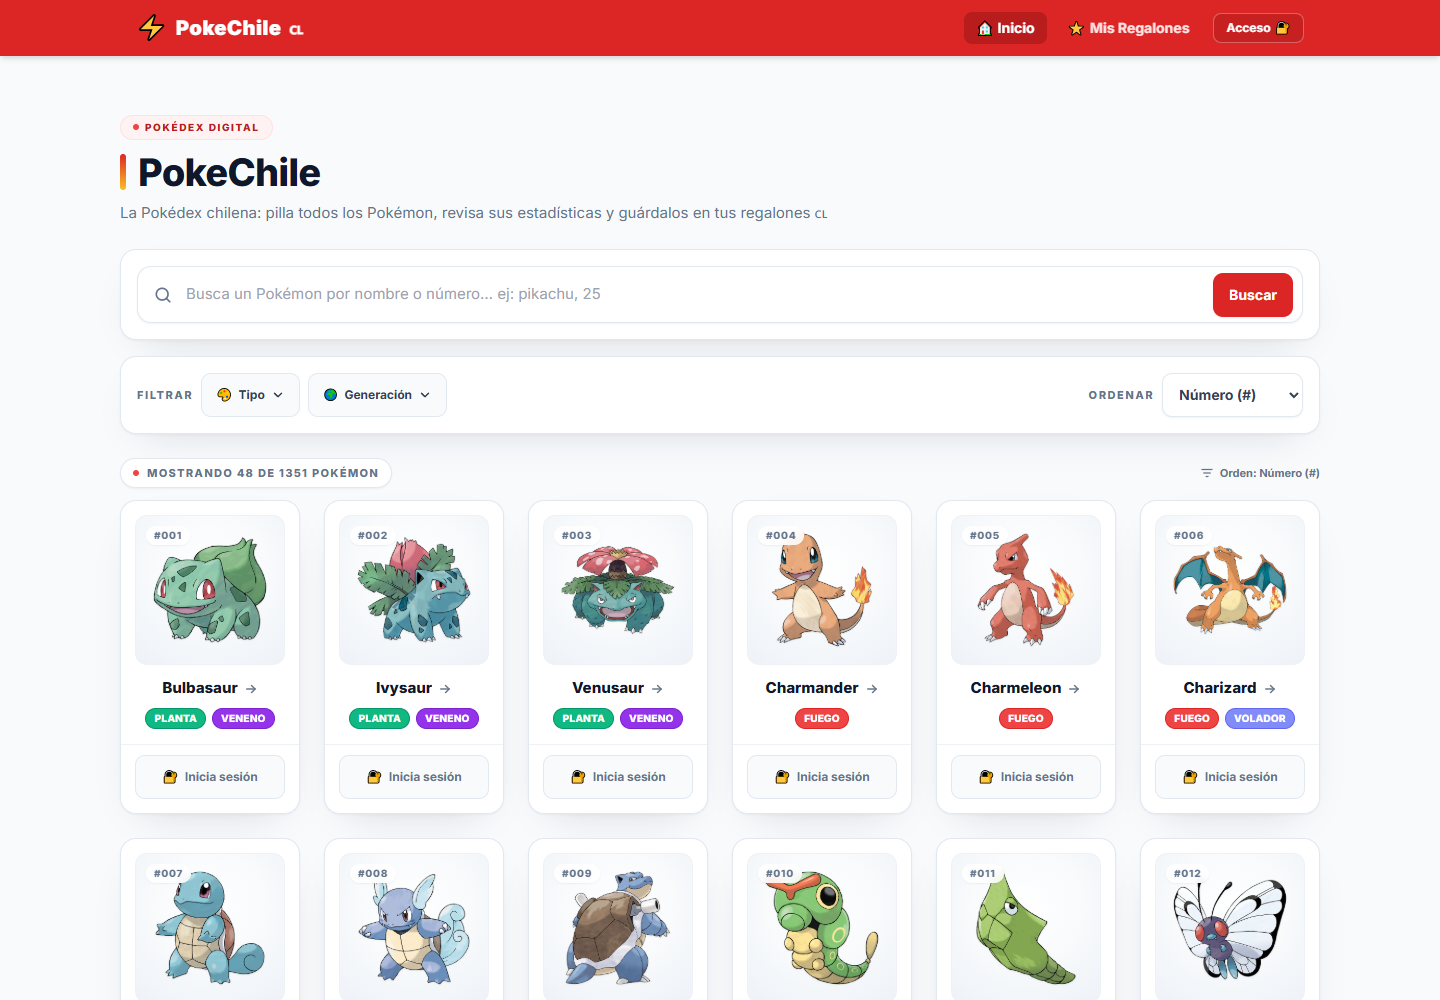 PokeChile CL
Inicio
Mis Regalones
Acceso
POKÉDEX DIGITAL
PokeChile
La Pokédex chilena: pilla todos los Pokémon, revisa sus estadísticas y guárdalos en tus regalones CL
Busca un Pokémon por nombre o número... ej: pikachu, 25
Buscar
FILTRAR
Tipo
Generación
ORDENAR
Número (#)
MOSTRANDO 48 DE 1351 POKÉMON
Orden: Número (#)
#001
#002
#003
#004
#005
#006
Bulbasaur →
Ivysaur →
Venusaur →
Charmander →
Charmeleon →
Charizard →
PLANTA VENENO
PLANTA VENENO
PLANTA VENENO
FUEGO
FUEGO
FUEGO VOLADOR
Inicia sesión
Inicia sesión
Inicia sesión
Inicia sesión
Inicia sesión
Inicia sesión
#007
#008
#009
#010
#011
#012